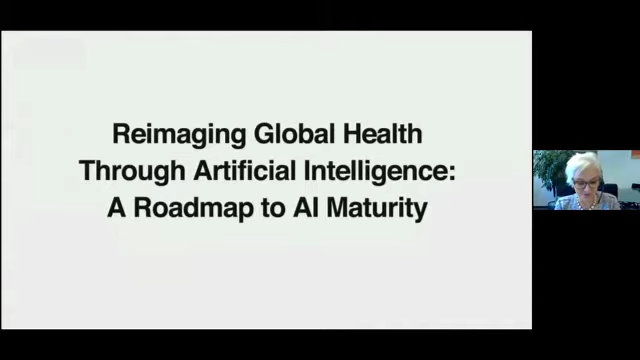 Reimaging Global Health
Through Artificial Intelligence:
A Roadmap to AI Maturity